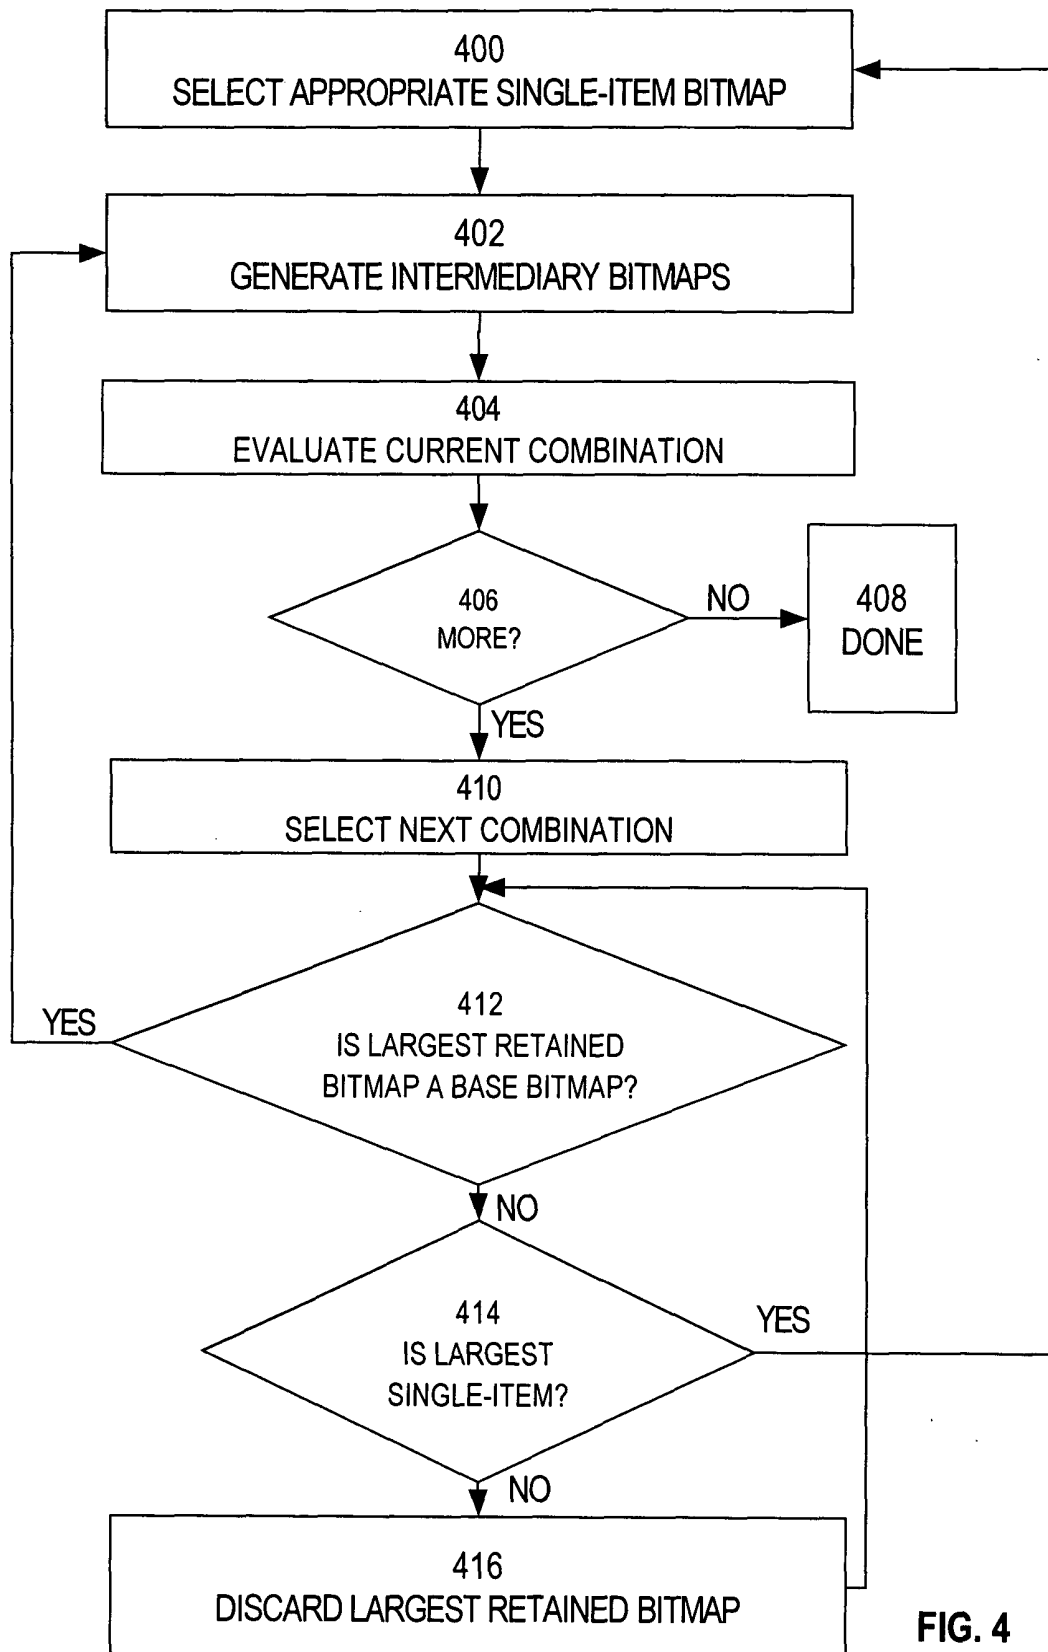 400
SELECT APPROPRIATE SINGLE-ITEM BITMAP
402
GENERATE INTERMEDIARY BITMAPS
404
EVALUATE CURRENT COMBINATION
406
MORE?
NO
408
DONE
YES
410
SELECT NEXT COMBINATION
412
IS LARGEST RETAINED
BITMAP A BASE BITMAP?
YES
NO
414
IS LARGEST
SINGLE-ITEM?
YES
NO
416
DISCARD LARGEST RETAINED BITMAP
FIG. 4